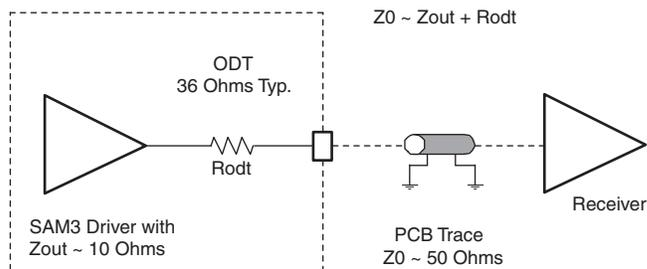 Z0 ~ Zout + Rodt
ODT
36 Ohms Typ.
Rodt
Receiver
SAM3 Driver with
Zout ~ 10 Ohms
PCB Trace
Z0 ~ 50 Ohms